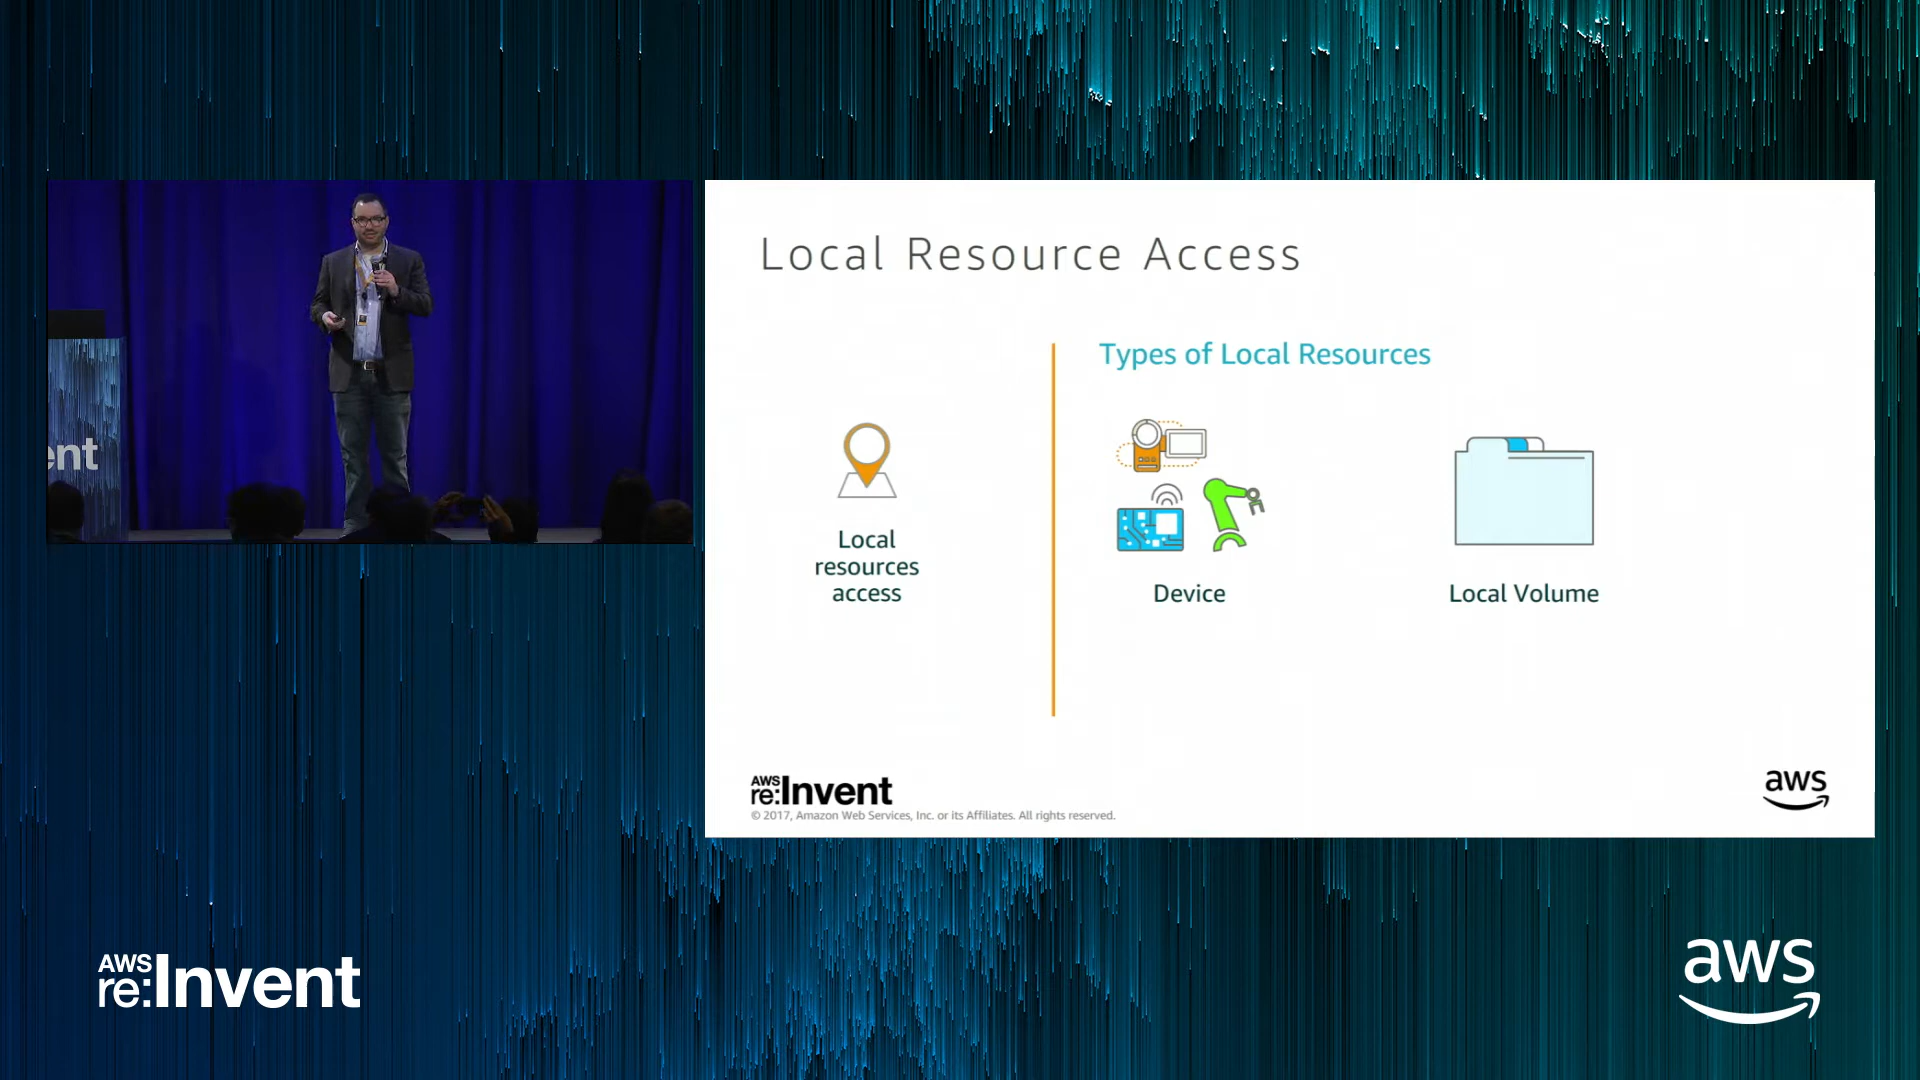 Local Resource Access
Types of Local Resources
Local
resources
access
Device
Local Volume
AWS
re:Invent
© 2017, Amazon Web Services, Inc. or its Affiliates. All rights reserved.
aws
ent
AWS
re:Invent
aws